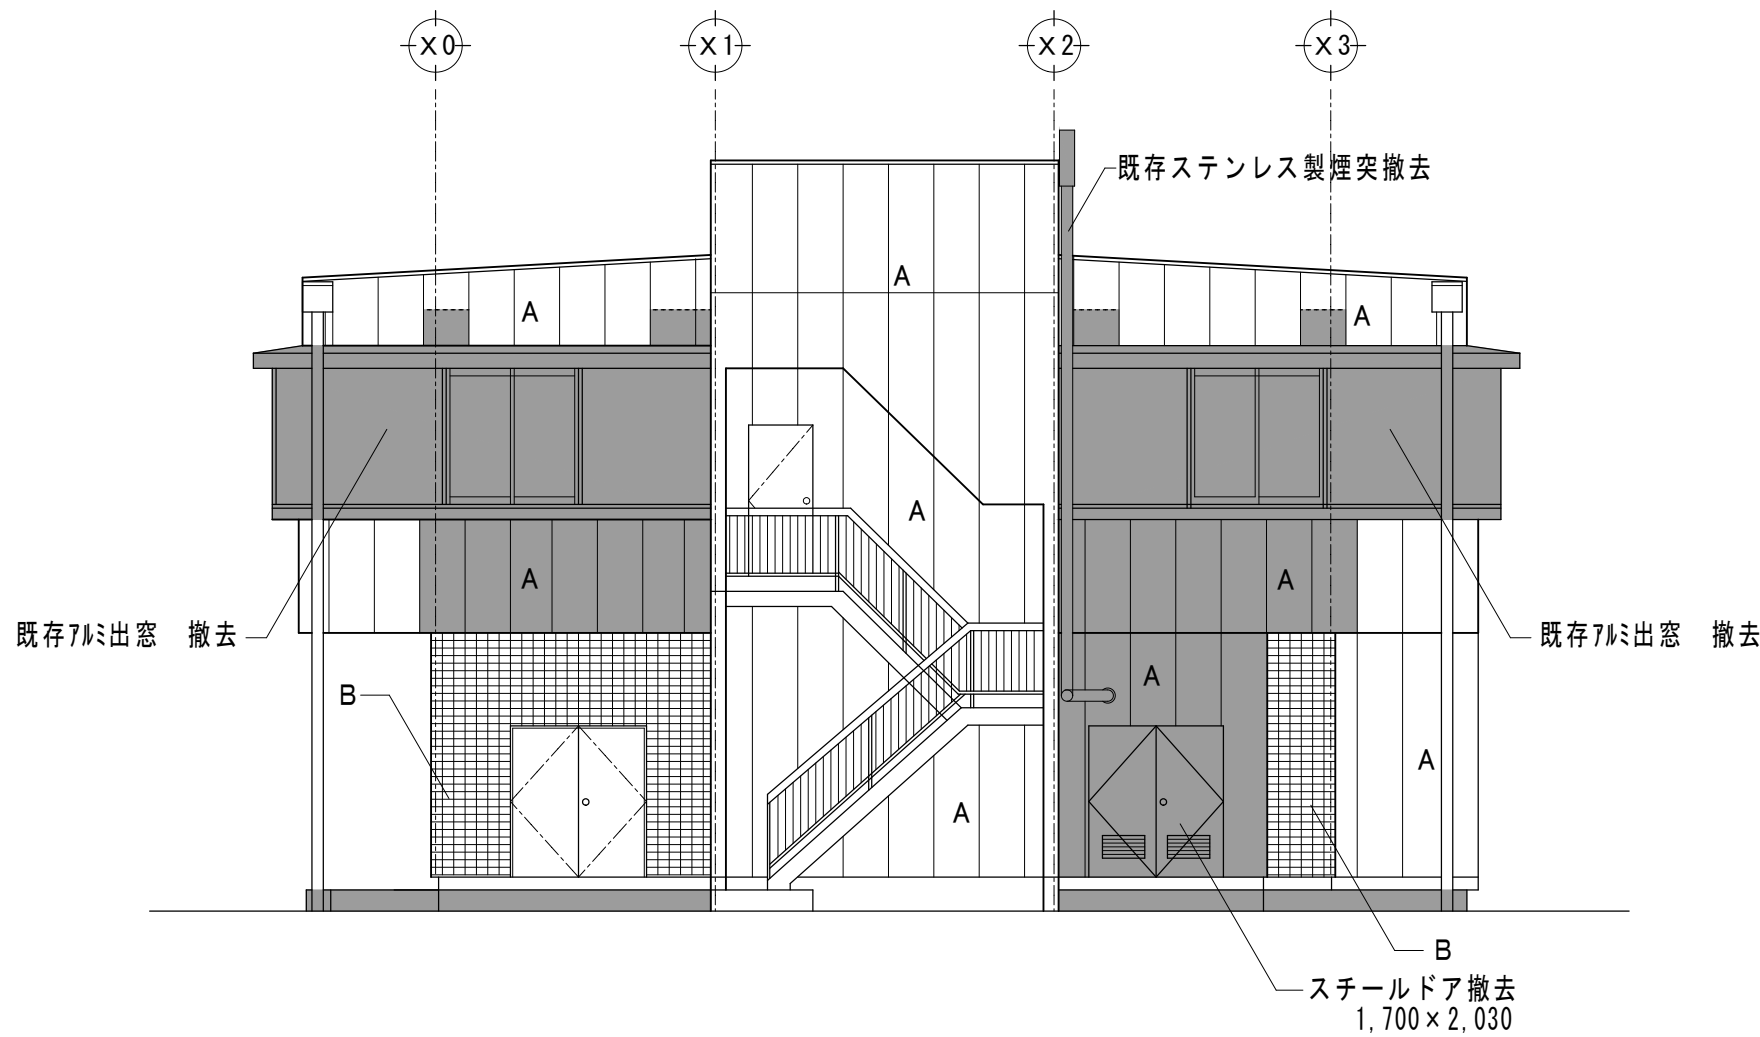 X0
X1
X2
X3
既存ステンレス製煙突撤去
A
A
A
A
A
A
既存ｱﾙﾐ出窓　撤去
既存ｱﾙﾐ出窓　撤去
A
B
A
A
B
スチールドア撤去
1,700×2,030